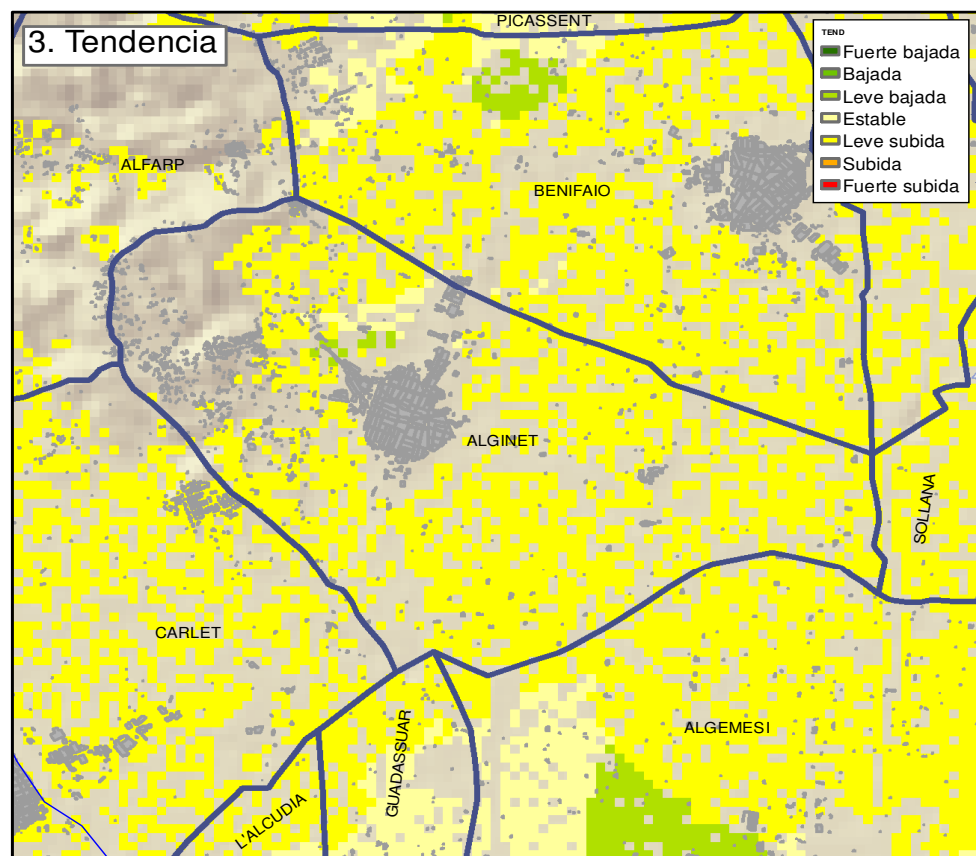 3. Tendencia
PICASSENT
TEND
Fuerte bajada
Bajada
Leve bajada
Estable
Leve subida
Subida
Fuerte subida
ALFARP
BENIFAIO
ALGINET
SOLLANA
CARLET
ALGEMESI
GUADASSUAR
L'ALCUDIA